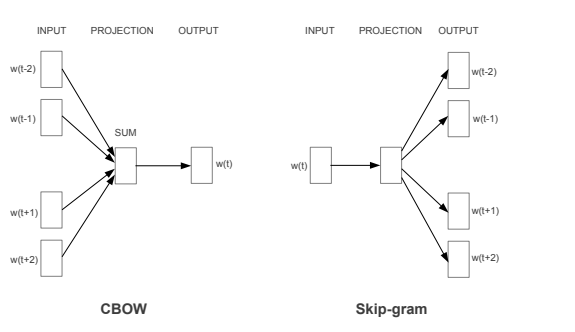 INPUT PROJECTION OUTPUT
w(t-2)
w(t-1)
SUM
w(t)
w(t+1)
w(t+2)
CBOW
INPUT PROJECTION OUTPUT
w(t-2)
w(t-1)
w(t)
w(t+1)
w(t+2)
Skip-gram